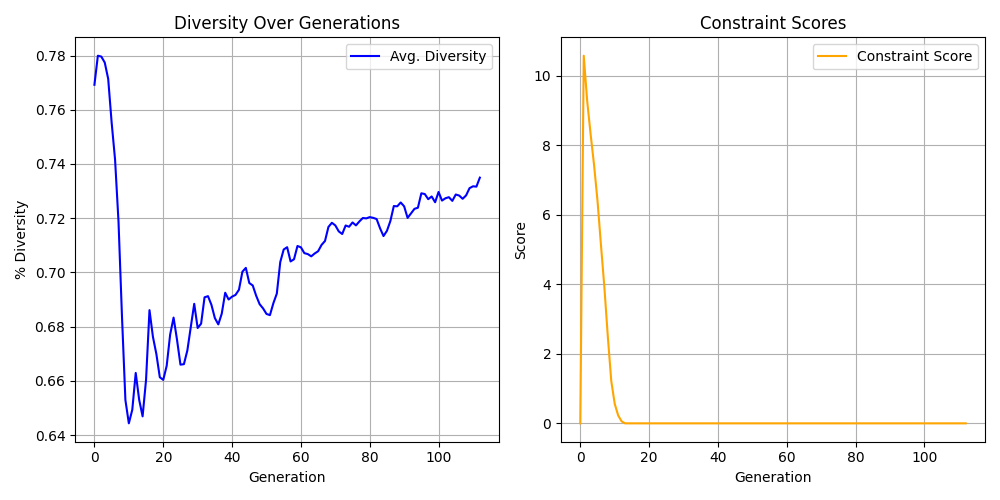 Diversity Over Generations
Avg. Diversity
% Diversity
0.78
0.76
0.74
0.72
0.70
0.68
0.66
0.64
0 20 40 60 80 100
Generation
Constraint Scores
Constraint Score
Score
10
8
6
4
2
0
0 20 40 60 80 100
Generation